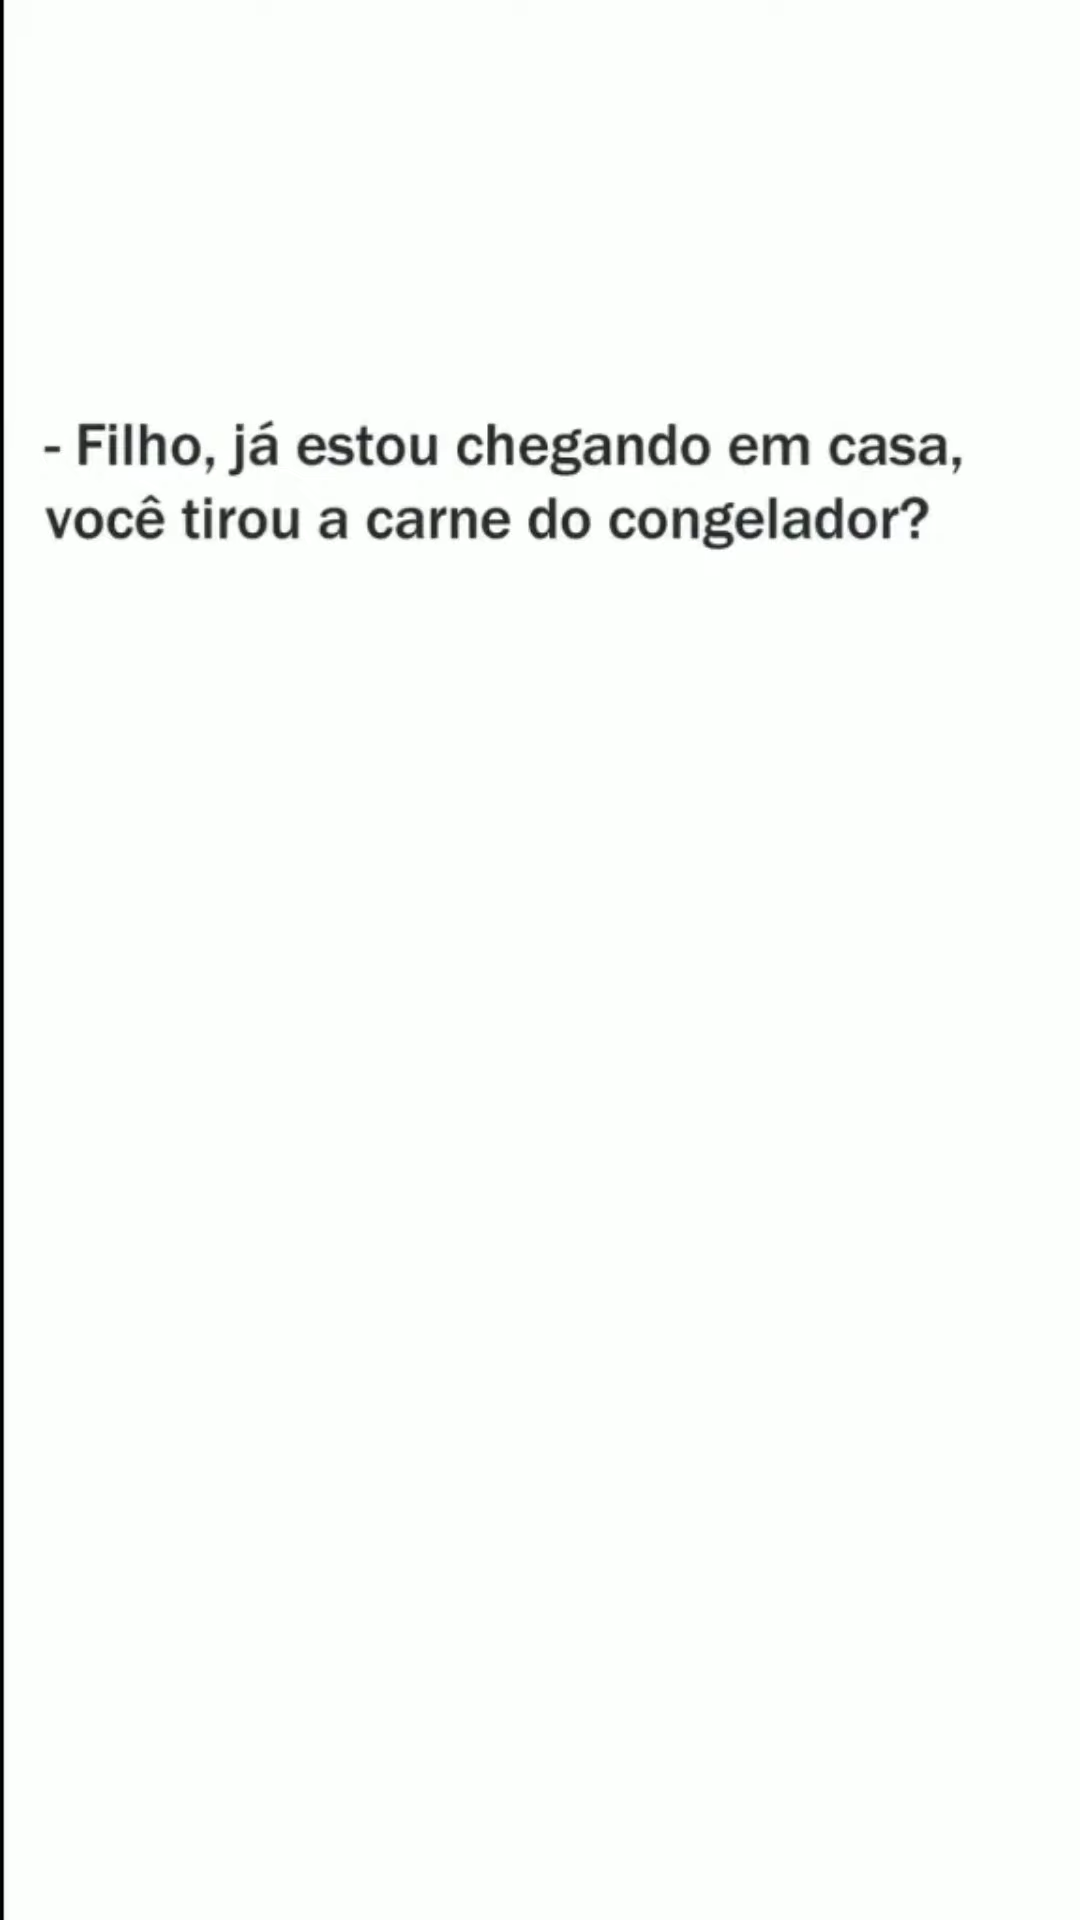 - Filho, já estou chegando em casa,
você tirou a carne do congelador?